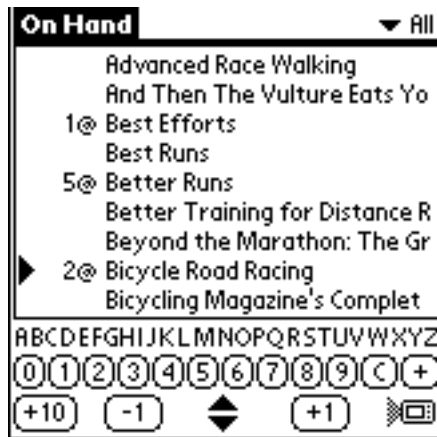 On Hand All
Advanced Race Walking
And Then The Vulture Eats Yo
1@ Best Efforts
Best Runs
5@ Better Runs
Better Training for Distance R
Beyond the Marathon: The Gr
2@ Bicycle Road Racing
Bicycling Magazine's Complet
ABCDEFGHIJKLMNOPQRSTUVWXYZ
0 1 2 3 4 5 6 7 8 9 C +
+10 -1 +1